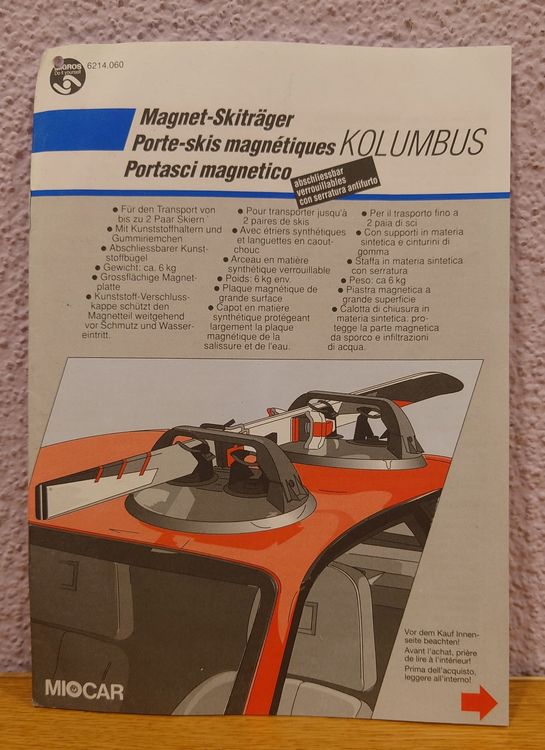 MIGROS
Do it yourself
6214.060
Magnet-Skiträger
Porte-skis magnétiques KOLUMBUS
Portasci magnetico
abschliessbar
verrouillables
con serratura antifurto
● Für den Transport von
bis zu 2 Paar Skiern
● Mit Kunststoffhaltern und
Gummiriemchen
● Abschliessbarer Kunst-
stoffbügel
● Gewicht: ca. 6 kg
● Grossflächige Magnet-
platte
● Kunststoff-Verschluss-
kappe schützt den
Magnetteil weitgehend
vor Schmutz und Wasser-
eintritt.
● Pour transporter jusqu'à
2 paires de skis
● Avec étriers synthétiques
et languettes en caout-
chouc
● Arceau en matière
synthétique verrouillable
● Poids: 6 kg env.
● Plaque magnétique de
grande surface
● Capot en matière
synthétique protégeant
largement la plaque
magnétique de la
salissure et de l'eau.
● Per il trasporto fino a
2 paia di sci
● Con supporti in materia
sintetica e cinturini di
gomma
● Staffa in materia sintetica
con serratura
● Peso: ca 6 kg
● Piastra magnetica a
grande superficie
● Calotta di chiusura in
materia sintetica: pro-
tegge la parte magnetica
da sporco e infiltrazioni
di acqua.
Vor dem Kauf Innen-
seite beachten!
Avant l'achat, prière
de lire à l'intérieur!
Prima dell'acquisto,
leggere all'interno!
MIOCAR